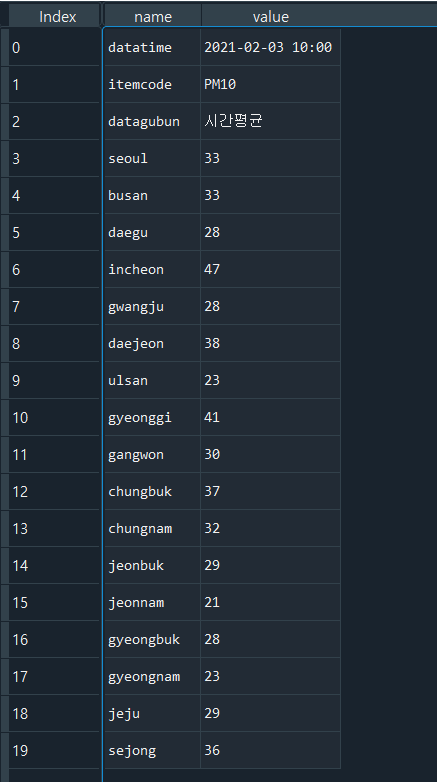 Index name value
0 datatime 2021-02-03 10:00
1 itemcode PM10
2 datagubun 시간평균
3 seoul 33
4 busan 33
5 daegu 28
6 incheon 47
7 gwangju 28
8 daejeon 38
9 ulsan 23
10 gyeonggi 41
11 gangwon 30
12 chungbuk 37
13 chungnam 32
14 jeonbuk 29
15 jeonnam 21
16 gyeongbuk 28
17 gyeongnam 23
18 jeju 29
19 sejong 36